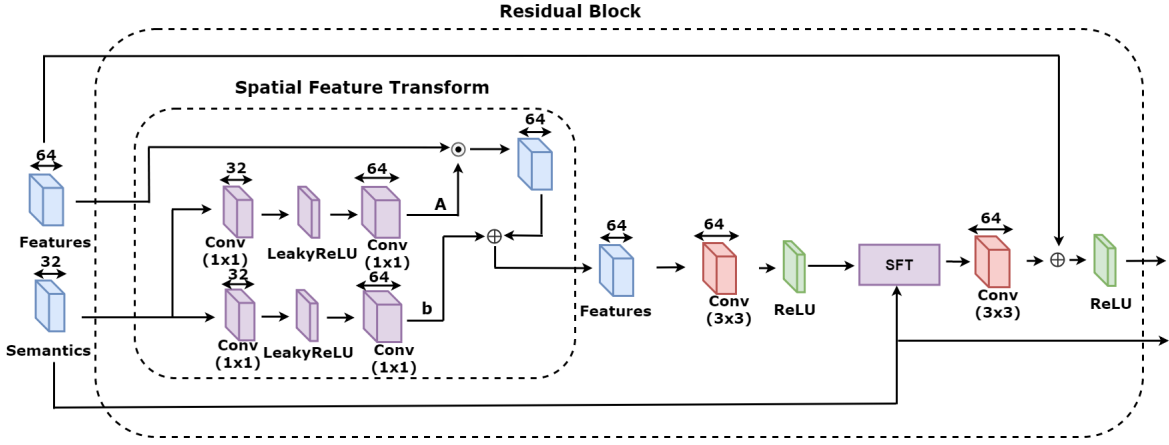 Residual Block
Spatial Feature Transform
64
Features
32
Semantics
32
Conv
(1x1)
LeakyReLU
64
Conv
(1x1)
A
64
32
Conv
(1x1)
LeakyReLU
64
Conv
(1x1)
b
64
Features
64
Conv
(3x3)
ReLU
SFT
64
Conv
(3x3)
ReLU